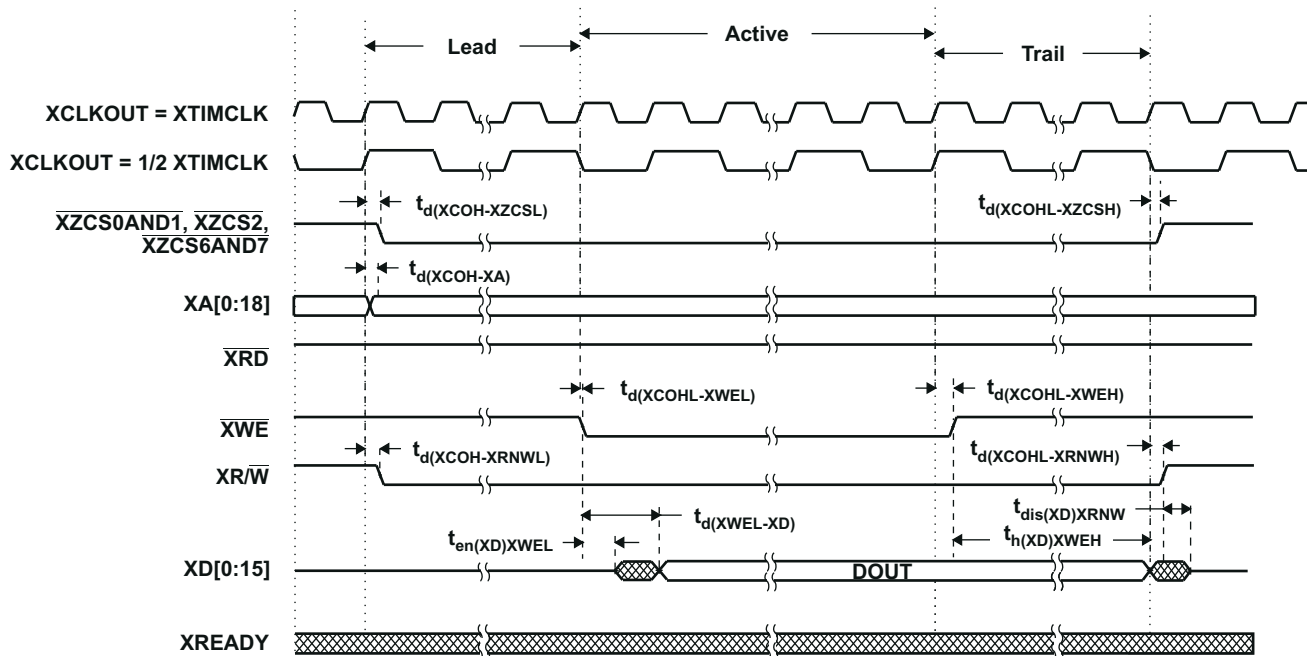 Lead
Active
Trail
XCLKOUT = XTIMCLK
XCLKOUT = 1/2 XTIMCLK
td(XCOH-XZCSL)
td(XCOHL-XZCSH)
XZCS0AND1, XZCS2,
XZCS6AND7
td(XCOH-XA)
XA[0:18]
XRD
td(XCOHL-XWEL)
td(XCOHL-XWEH)
XWE
td(XCOH-XRNWL)
td(XCOHL-XRNWH)
XR/W
td(XWEL-XD)
tdis(XD)XRNW
ten(XD)XWEL
th(XD)XWEH
XD[0:15]
DOUT
XREADY